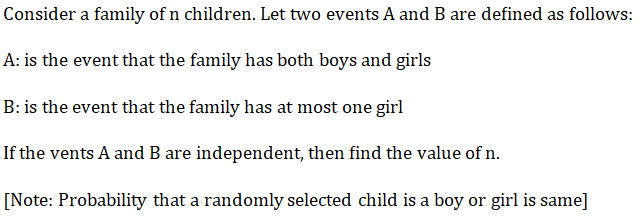 Consider a family of n children. Let two events A and B are defined as follows:
A: is the event that the family has both boys and girls
B: is the event that the family has at most one girl
If the vents A and B are independent, then find the value of n.
[Note: Probability that a randomly selected child is a boy or girl is same]